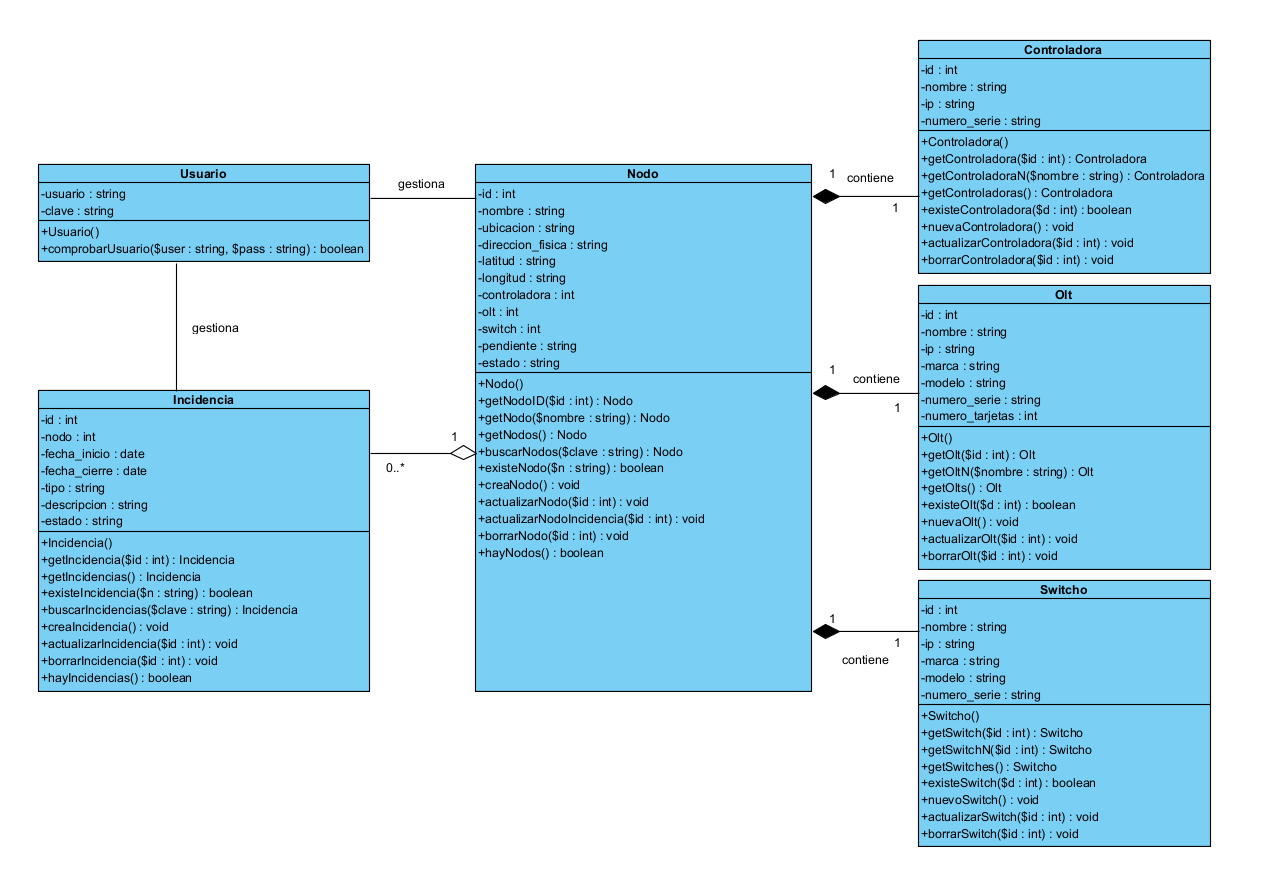 Usuario
-usuario : string
-clave : string
+Usuario()
+comprobarUsuario($user : string, $pass : string) : boolean
gestiona
gestiona
Incidencia
-id : int
-nodo : int
-fecha_inicio : date
-fecha_cierre : date
-tipo : string
-descripcion : string
-estado : string
+Incidencia()
+getIncidencia($id : int) : Incidencia
+getIncidencias() : Incidencia
+existeIncidencia($n : string) : boolean
+buscarIncidencias($clave : string) : Incidencia
+creaIncidencia() : void
+actualizarIncidencia($id : int) : void
+borrarIncidencia($id : int) : void
+hayIncidencias() : boolean
1
0..*
Nodo
-id : int
-nombre : string
-ubicacion : string
-direccion_fisica : string
-latitud : string
-longitud : string
-controladora : int
-olt : int
-switch : int
-pendiente : string
-estado : string
+Nodo()
+getNodoID($id : int) : Nodo
+getNodo($nombre : string) : Nodo
+getNodos() : Nodo
+buscarNodos($clave : string) : Nodo
+existeNodo($n : string) : boolean
+creaNodo() : void
+actualizarNodo($id : int) : void
+actualizarNodoIncidencia($id : int) : void
+borrarNodo($id : int) : void
+hayNodos() : boolean
1 contiene
1
Controladora
-id : int
-nombre : string
-ip : string
-numero_serie : string
+Controladora()
+getControladora($id : int) : Controladora
+getControladoraN($nombre : string) : Controladora
+getControladoras() : Controladora
+existeControladora($d : int) : boolean
+nuevaControladora() : void
+actualizarControladora($id : int) : void
+borrarControladora($id : int) : void
1
contiene
1
Olt
-id : int
-nombre : string
-ip : string
-marca : string
-modelo : string
-numero_serie : string
-numero_tarjetas : int
+Olt()
+getOlt($id : int) : Olt
+getOltN($nombre : string) : Olt
+getOlts() : Olt
+existeOlt($d : int) : boolean
+nuevaOlt() : void
+actualizarOlt($id : int) : void
+borrarOlt($id : int) : void
1
1
contiene
Switcho
-id : int
-nombre : string
-ip : string
-marca : string
-modelo : string
-numero_serie : string
+Switcho()
+getSwitch($id : int) : Switcho
+getSwitchN($id : int) : Switcho
+getSwitches() : Switcho
+existeSwitch($d : int) : boolean
+nuevoSwitch() : void
+actualizarSwitch($id : int) : void
+borrarSwitch($id : int) : void